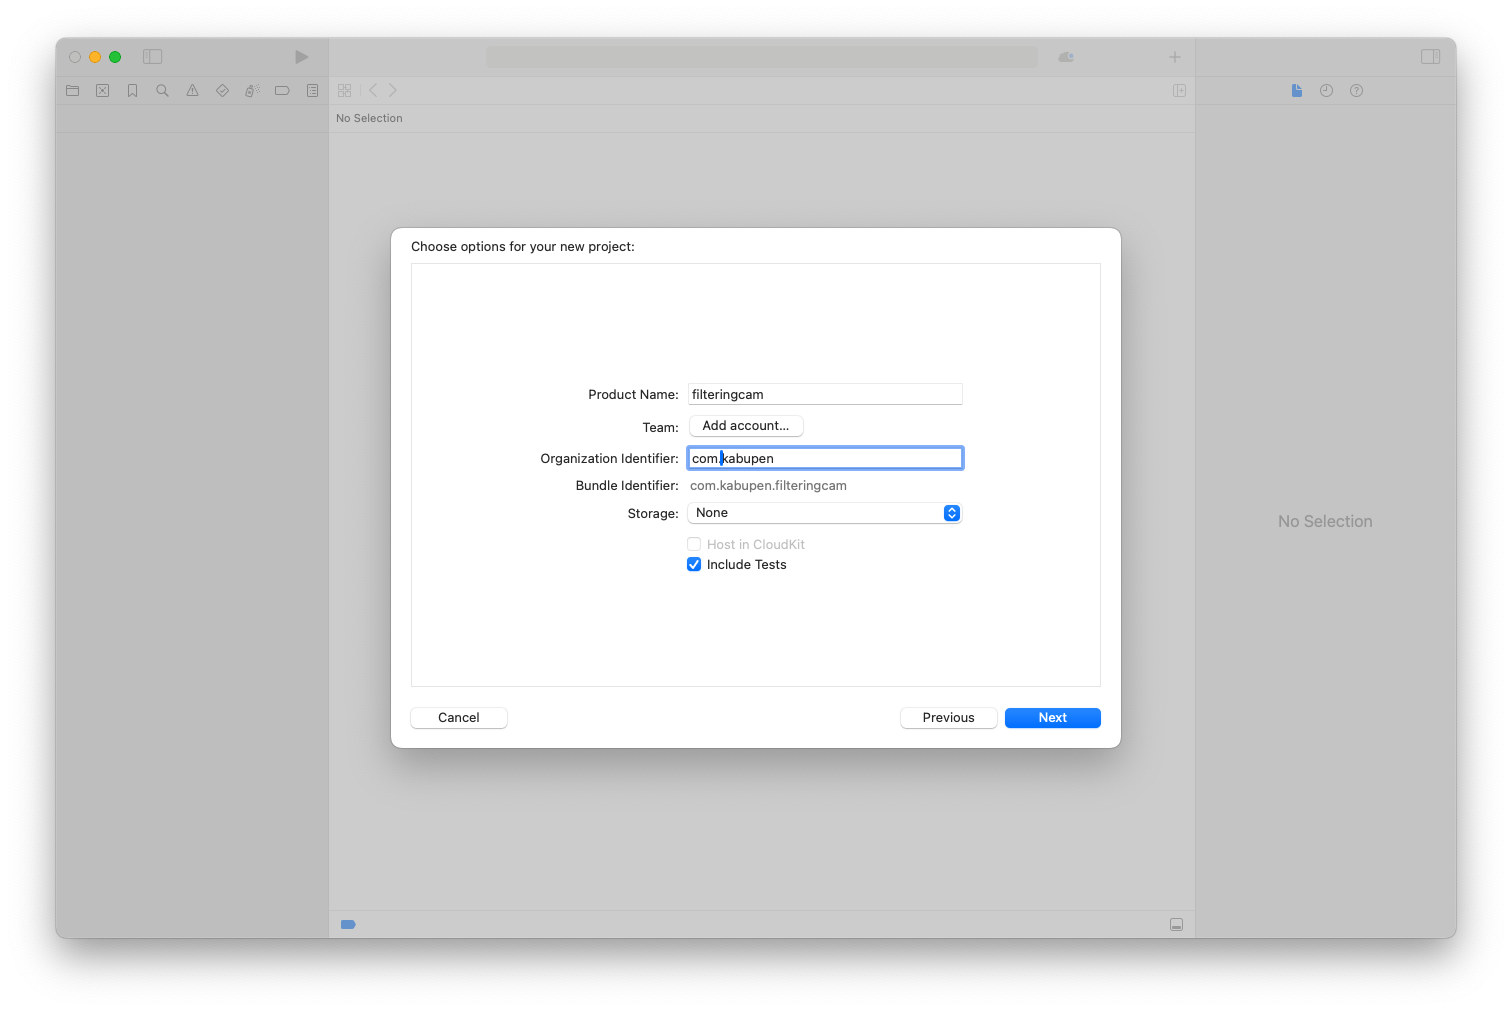 No Selection
Choose options for your new project:
Product Name: filteringcam
Team: Add account...
Organization Identifier: com.kabupen
Bundle Identifier: com.kabupen.filteringcam
Storage: None
Host in CloudKit
Include Tests
No Selection
Cancel Previous Next